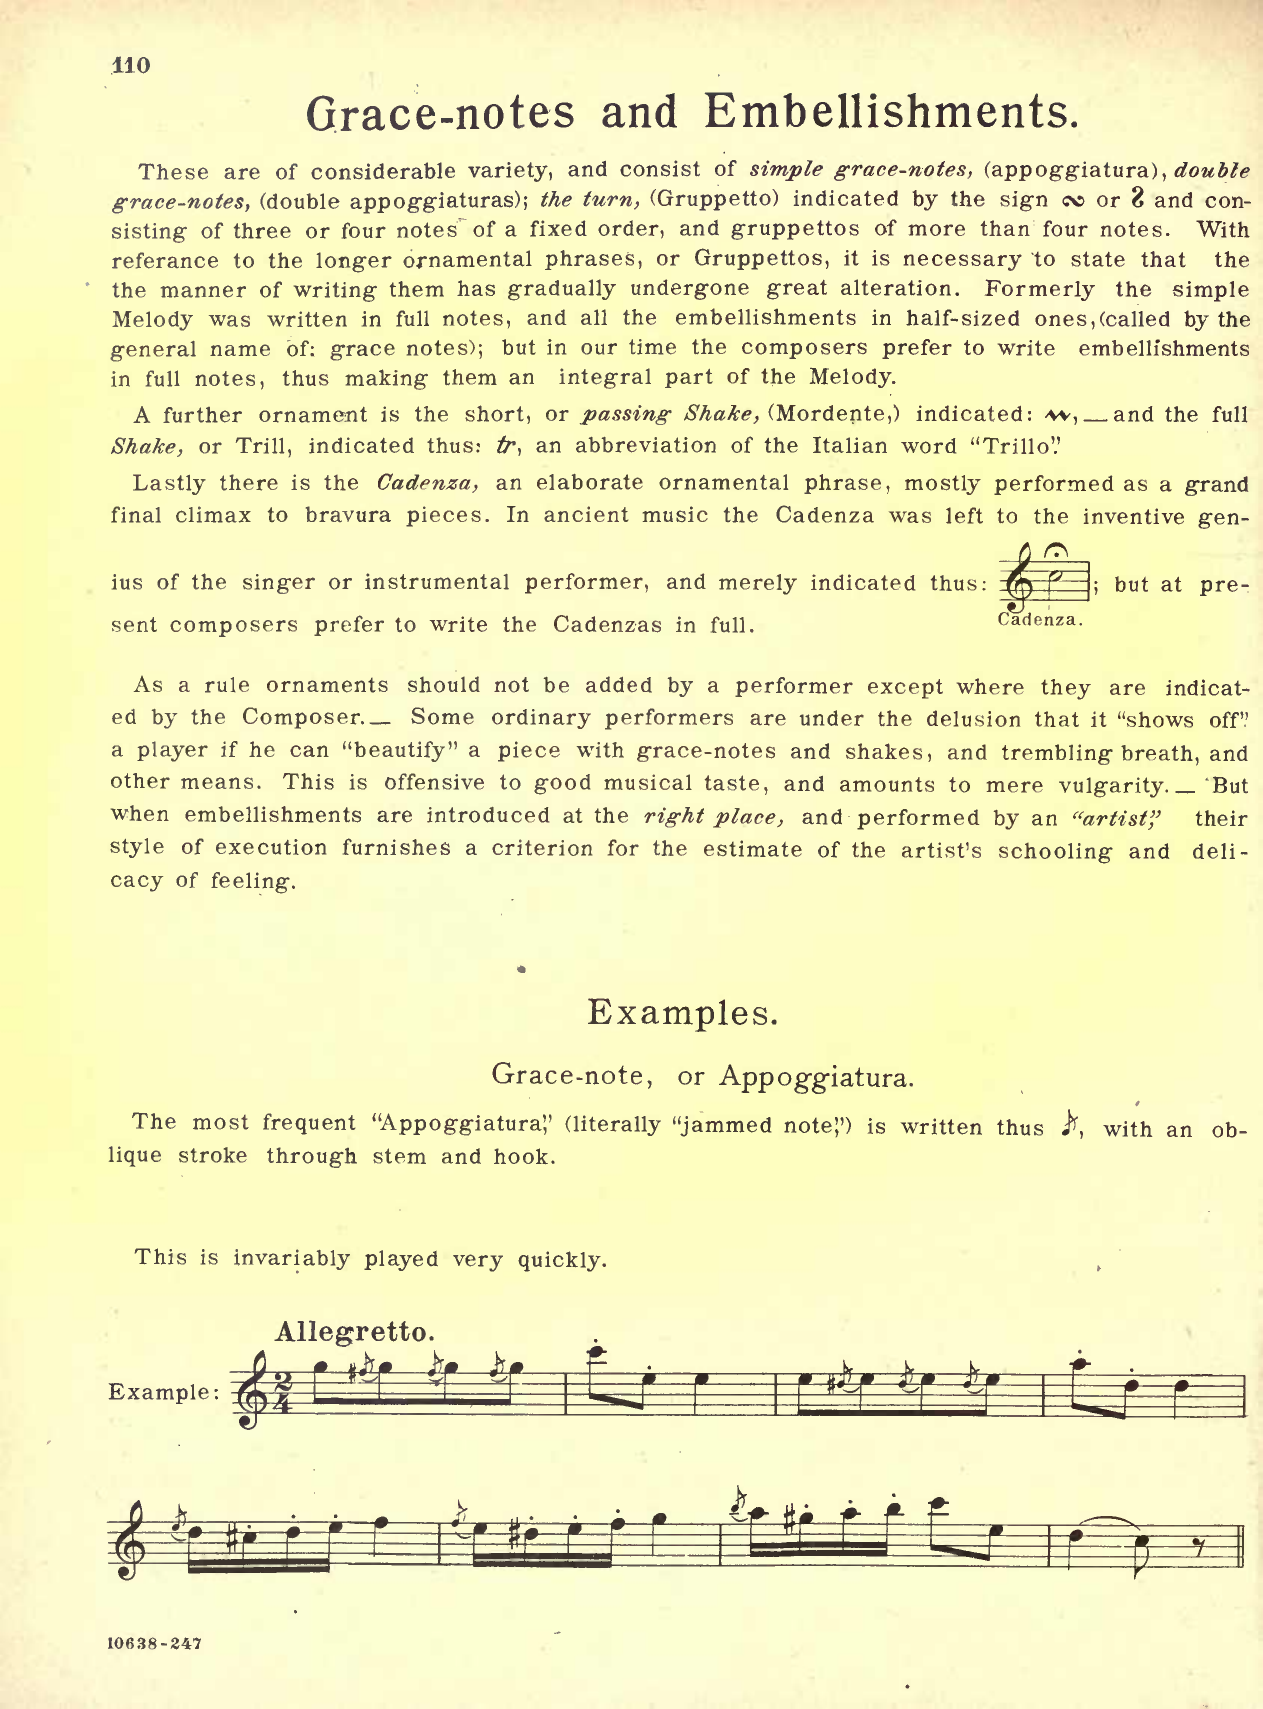 110
Grace-notes and Embellishments.
These are of considerable variety, and consist of simple grace-notes, (appoggiatura), double
grace-notes, (double appoggiaturas); the turn, (Gruppetto) indicated by the sign or and con-
sisting of three or four notes of a fixed order, and gruppettos of more than four notes. With
referance to the longer ornamental phrases, or Gruppettos, it is necessary to state that the
the manner of writing them has gradually undergone great alteration. Formerly the simple
Melody was written in full notes, and all the embellishments in half-sized ones, (called by the
general name of: grace notes); but in our time the composers prefer to write embellishments
in full notes, thus making them an integral part of the Melody.
A further ornament is the short, or passing Shake, (Mordente,) indicated: , — and the full
Shake, or Trill, indicated thus: tr, an abbreviation of the Italian word “Trillo”.
Lastly there is the Cadenza, an elaborate ornamental phrase, mostly performed as a grand
final climax to bravura pieces. In ancient music the Cadenza was left to the inventive gen-
ius of the singer or instrumental performer, and merely indicated thus: ; but at pre-
Cadenza.
sent composers prefer to write the Cadenzas in full.
As a rule ornaments should not be added by a performer except where they are indicat-
ed by the Composer. — Some ordinary performers are under the delusion that it “shows off”
a player if he can “beautify” a piece with grace-notes and shakes, and trembling breath, and
other means. This is offensive to good musical taste, and amounts to mere vulgarity. — But
when embellishments are introduced at the right place, and performed by an “artist,” their
style of execution furnishes a criterion for the estimate of the artist's schooling and deli-
cacy of feeling.
Examples.
Grace-note, or Appoggiatura.
The most frequent “Appoggiatura,” (literally “jammed note,”) is written thus , with an ob-
lique stroke through stem and hook.
This is invariably played very quickly.
Allegretto.
Example: 2/4
10638-247